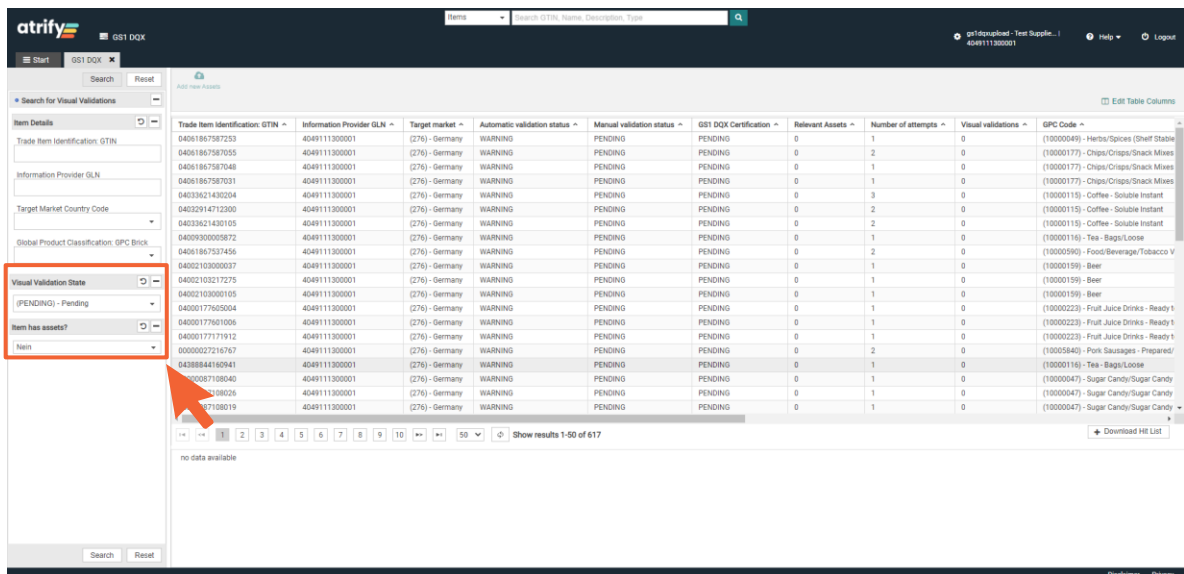 atrify
GS1 DQX
Items
Search GTIN, Name, Description, Type
gs1dqxupload - Test Supplie... |
4049111300001
Help
Logout
Start
GS1 DQX
Search Reset
Add new Assets
Edit Table Columns
Search for Visual Validations
Item Details
Trade Item Identification: GTIN
Information Provider GLN
Target Market Country Code
Global Product Classification: GPC Brick
Visual Validation State
(PENDING) - Pending
Item has assets?
Nein
Trade Item Identification: GTIN Information Provider GLN Target market Automatic validation status Manual validation status GS1 DQX Certification Relevant Assets Number of attempts Visual validations GPC Code
04061867587253 4049111300001 (276) - Germany WARNING PENDING PENDING 0 1 0 (10000049) - Herbs/Spices (Shelf Stable
04061867587055 4049111300001 (276) - Germany WARNING PENDING PENDING 0 2 0 (10000177) - Chips/Crisps/Snack Mixes
04061867587048 4049111300001 (276) - Germany WARNING PENDING PENDING 0 1 0 (10000177) - Chips/Crisps/Snack Mixes
04061867587031 4049111300001 (276) - Germany WARNING PENDING PENDING 0 1 0 (10000177) - Chips/Crisps/Snack Mixes
04033621430204 4049111300001 (276) - Germany WARNING PENDING PENDING 0 3 0 (10000115) - Coffee - Soluble Instant
04032914712300 4049111300001 (276) - Germany WARNING PENDING PENDING 0 2 0 (10000115) - Coffee - Soluble Instant
04033621430105 4049111300001 (276) - Germany WARNING PENDING PENDING 0 2 0 (10000115) - Coffee - Soluble Instant
04009300005872 4049111300001 (276) - Germany WARNING PENDING PENDING 0 1 0 (10000116) - Tea - Bags/Loose
04061867537456 4049111300001 (276) - Germany WARNING PENDING PENDING 0 2 0 (10000590) - Food/Beverage/Tobacco V
04002103000037 4049111300001 (276) - Germany WARNING PENDING PENDING 0 1 0 (10000159) - Beer
04002103217275 4049111300001 (276) - Germany WARNING PENDING PENDING 0 1 0 (10000159) - Beer
04002103000105 4049111300001 (276) - Germany WARNING PENDING PENDING 0 1 0 (10000159) - Beer
04000177605004 4049111300001 (276) - Germany WARNING PENDING PENDING 0 1 0 (10000223) - Fruit Juice Drinks - Ready t
04000177601006 4049111300001 (276) - Germany WARNING PENDING PENDING 0 1 0 (10000223) - Fruit Juice Drinks - Ready t
04000177171912 4049111300001 (276) - Germany WARNING PENDING PENDING 0 1 0 (10000223) - Fruit Juice Drinks - Ready t
00000027216767 4049111300001 (276) - Germany WARNING PENDING PENDING 0 2 0 (10005840) - Pork Sausages - Prepared/
04388844160941 4049111300001 (276) - Germany WARNING PENDING PENDING 0 1 0 (10000116) - Tea - Bags/Loose
0087108040 4049111300001 (276) - Germany WARNING PENDING PENDING 0 1 0 (10000047) - Sugar Candy/Sugar Candy
108026 4049111300001 (276) - Germany WARNING PENDING PENDING 0 1 0 (10000047) - Sugar Candy/Sugar Candy
87108019 4049111300001 (276) - Germany WARNING PENDING PENDING 0 1 0 (10000047) - Sugar Candy/Sugar Candy
1 2 3 4 5 6 7 8 9 10 50 Show results 1-50 of 617
+ Download Hit List
no data available
Search Reset
Disclaimer Privacy